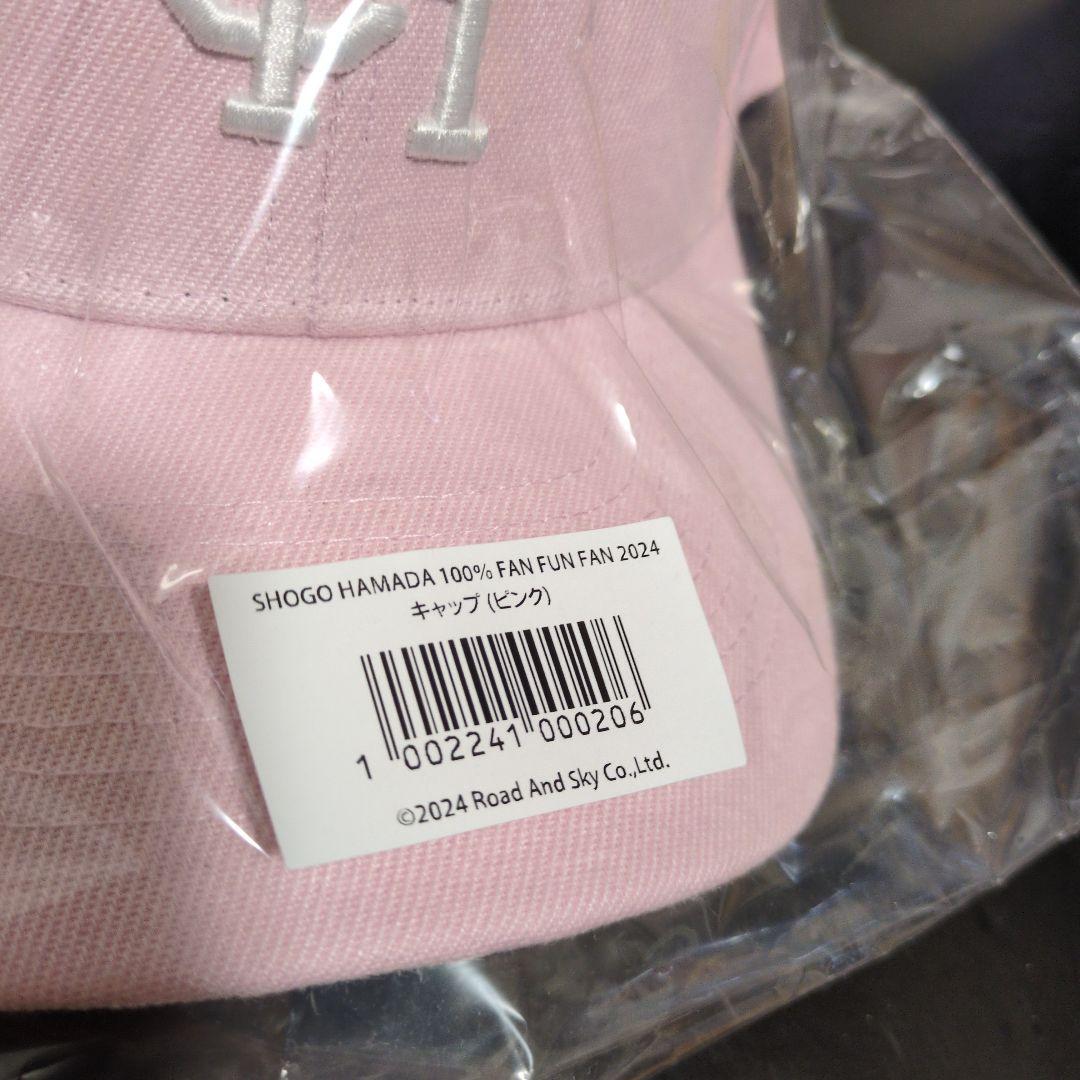 SHOGO HAMADA 100% FAN FUN FAN 2024
キャップ (ピンク)
1 002241 000206
©2024 Road And Sky Co.,Ltd.